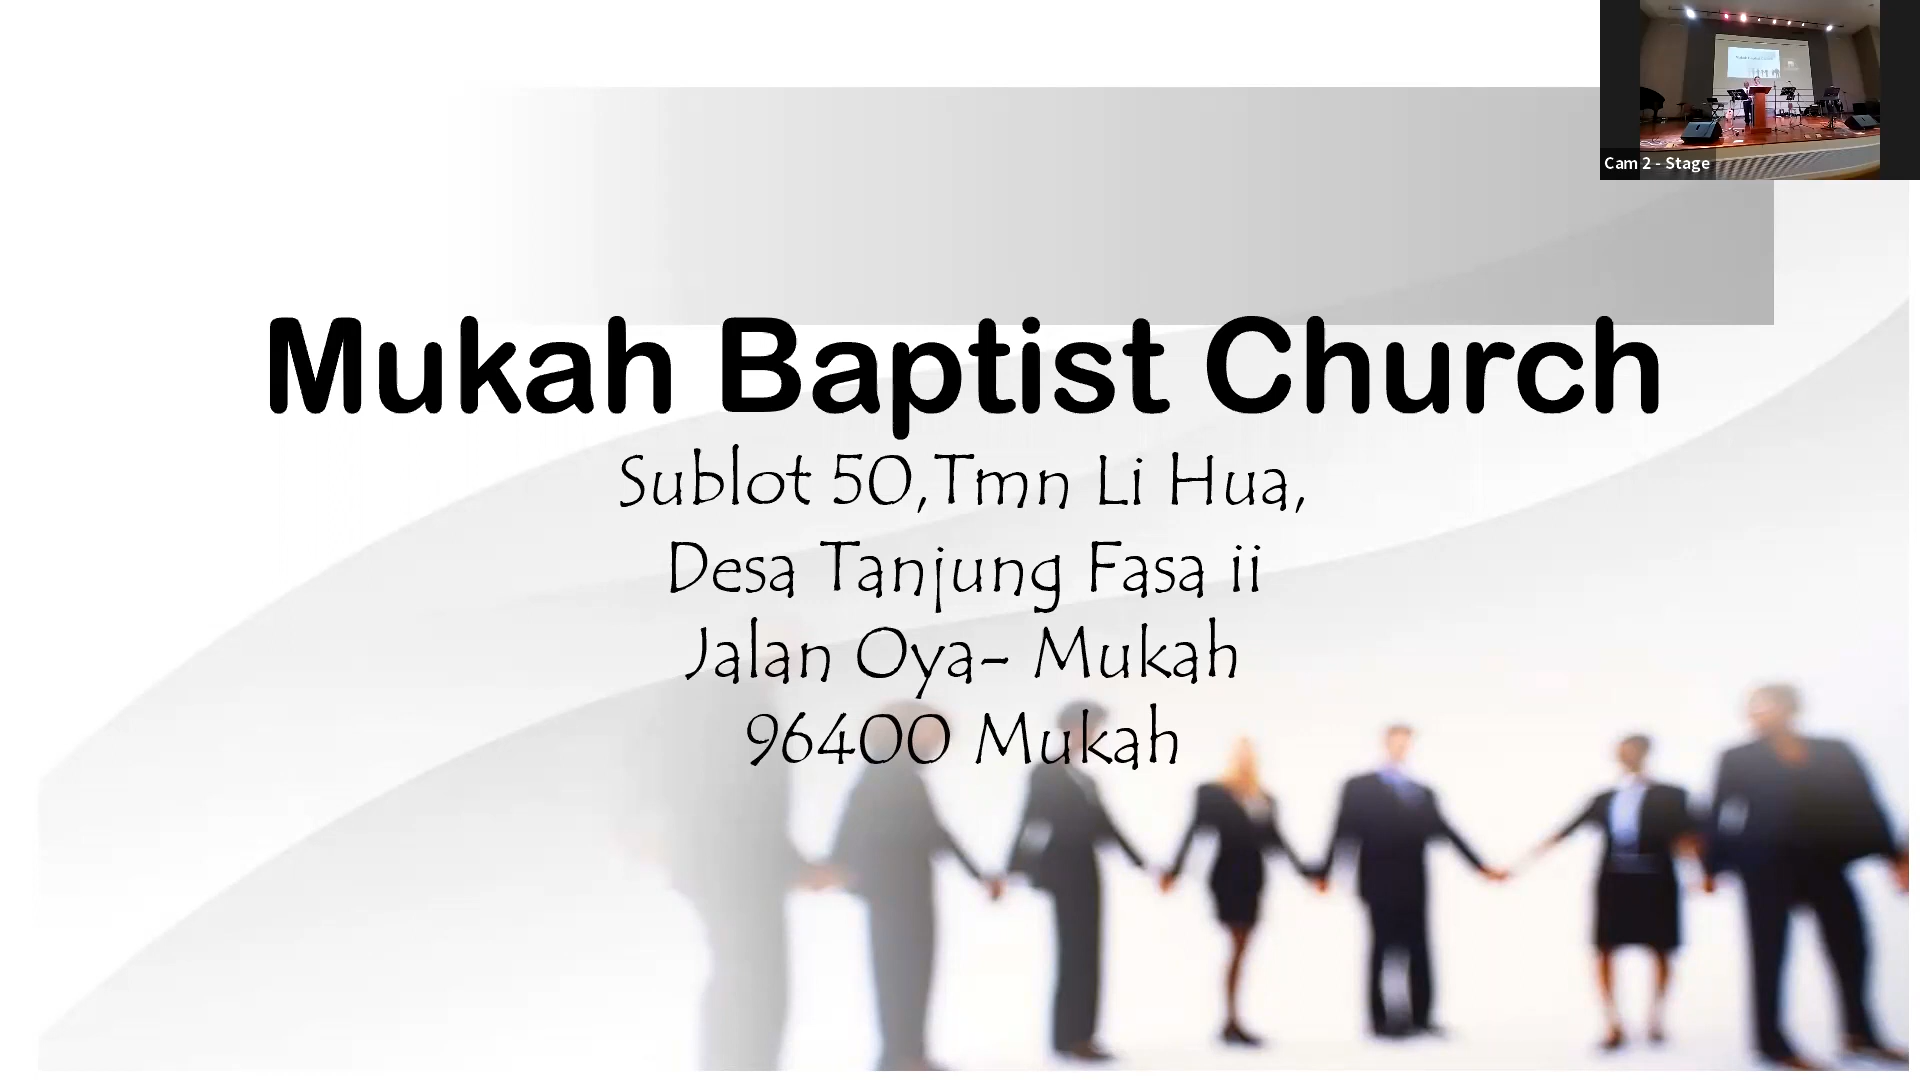 Mukah Baptist Church
Sublot 50,Tmn Li Hua,
Desa Tanjung Fasa ii
Jalan Oya- Mukah
96400 Mukah
Cam 2 - Stage